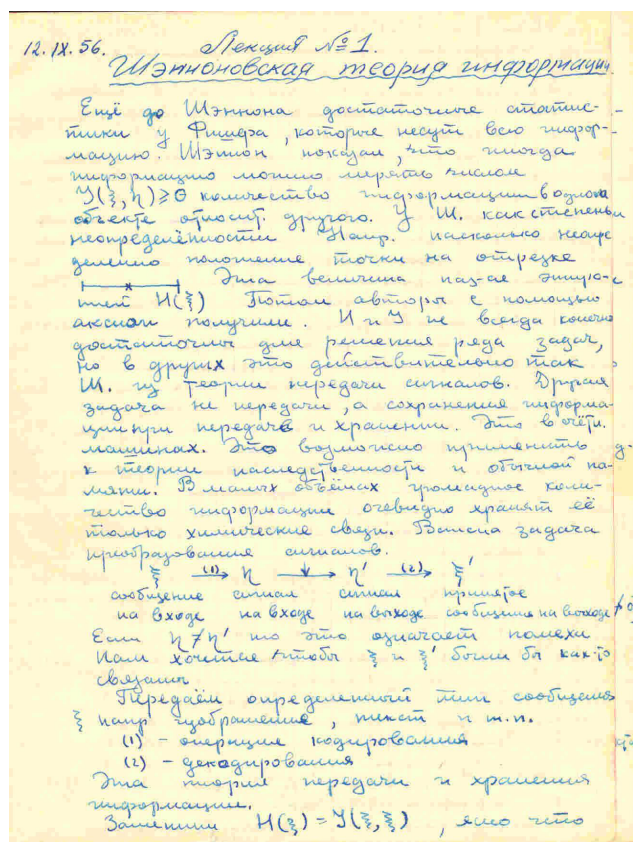 12.IX.56. Лекция №1.
Шэнноновская теория информации.
Ещё до Шэннона достаточные статис-
тики у Фишера, которые несут всю инфор-
мацию. Шэннон показал, что иногда
информацию можно мерять числом
J(ξ, η) ≥ 0 количество информации в одном
объекте относит. другого. У Ш. как степень
неопределённости Напр. насколько неопре
делённо положение точки на отрезке
Эта величина наз-ся энтро-
пией H(ξ) Потом авторы с помощью
аксиом получили. H и J не всегда конечно
достаточны для решения ряда задач,
но в других это действительно так
Ш. из теории передачи сигналов. Другая
задача не передачи, а сохранения информа-
ции при передаче и хранении. Это в счётн.
машинах. Это возможно применить
к теории наследственности и обычной па-
мяти. В малых объёмах громадное коли-
чество информации очевидно хранят её
только химические связи. Важна задача
преобразования сигналов.
ξ (1)→ η → η′ (2)→ ξ′
сообщение сигнал сигнал принятое
на входе на входе на выходе сообщение на выходе
Если η ≠ η′ то это означает помехи
Нам хочется чтобы ξ и ξ′ были бы как-то
связаны
Передаём определенный тип сообщения
ξ напр изображение, текст и т.п.
(1) – операция кодирования
(2) – декодирования
Эта теория передачи и хранения
информации.
Заметим H(ξ) = J(ξ, ξ), ясно что